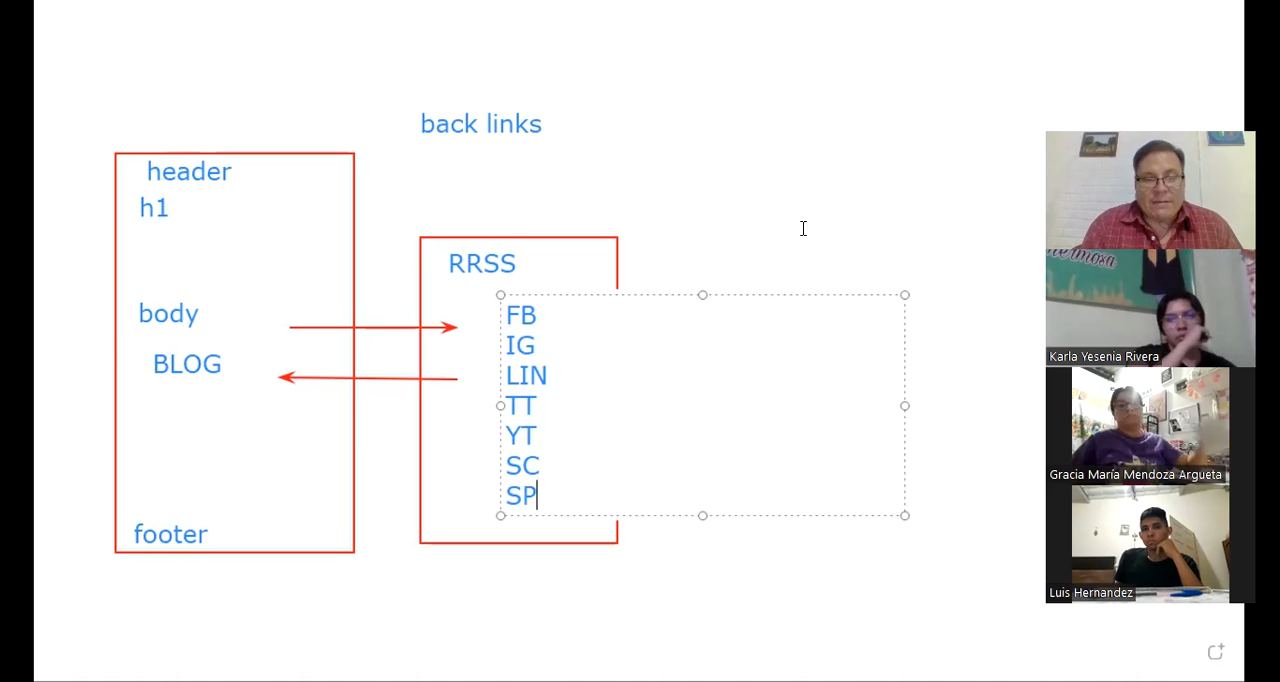 back links
header
h1
body
BLOG
footer
RRSS
FB
IG
LIN
TT
YT
SC
SP
hermosa
Karla Yesenia Rivera
Gracia María Mendoza Argueta
Luis Hernandez